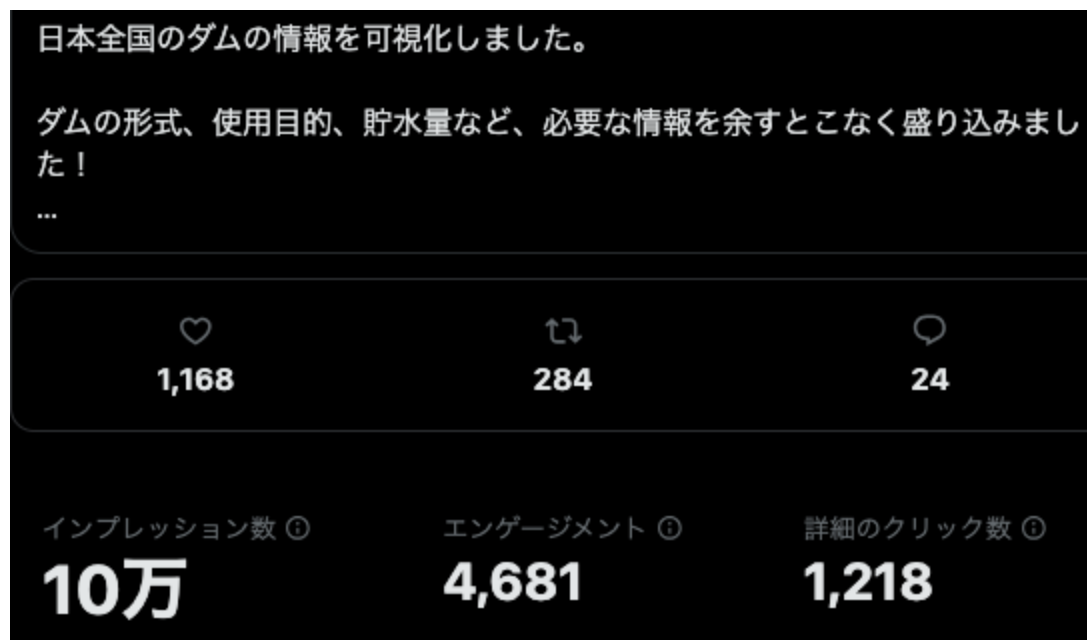 日本全国のダムの情報を可視化しました。
ダムの形式、使用目的、貯水量など、必要な情報を余すとこなく盛り込みまし
た！
...
1,168
284
24
インプレッション数
エンゲージメント
詳細のクリック数
10万
4,681
1,218